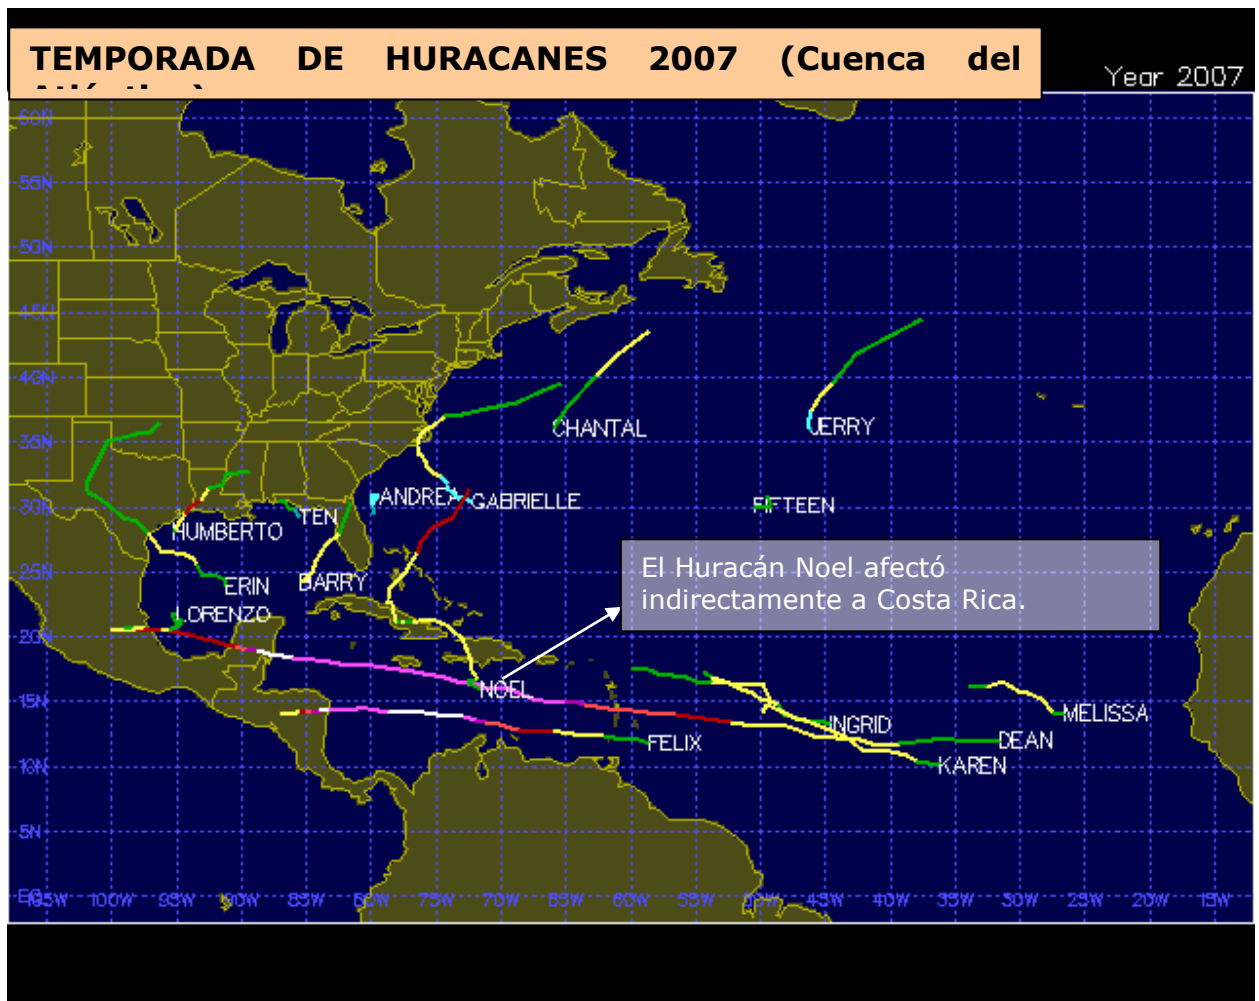 TEMPORADA DE HURACANES 2007 (Cuenca del
Year 2007
60N
55N
50N
45N
40N
CHANTAL
JERRY
35N
ANDREA
GABRIELLE
30N
FIFTEEN
TEN
HUMBERTO
El Huracán Noel afectó
indirectamente a Costa Rica.
25N
ERIN
BARRY
LORENZO
20N
NOEL
15N
MELISSA
INGRID
DEAN
FELIX
KAREN
10N
5N
EQ
105W 100W 95W 90W 85W 80W 75W 70W 65W 60W 55W 50W 45W 40W 35W 30W 25W 20W 15W